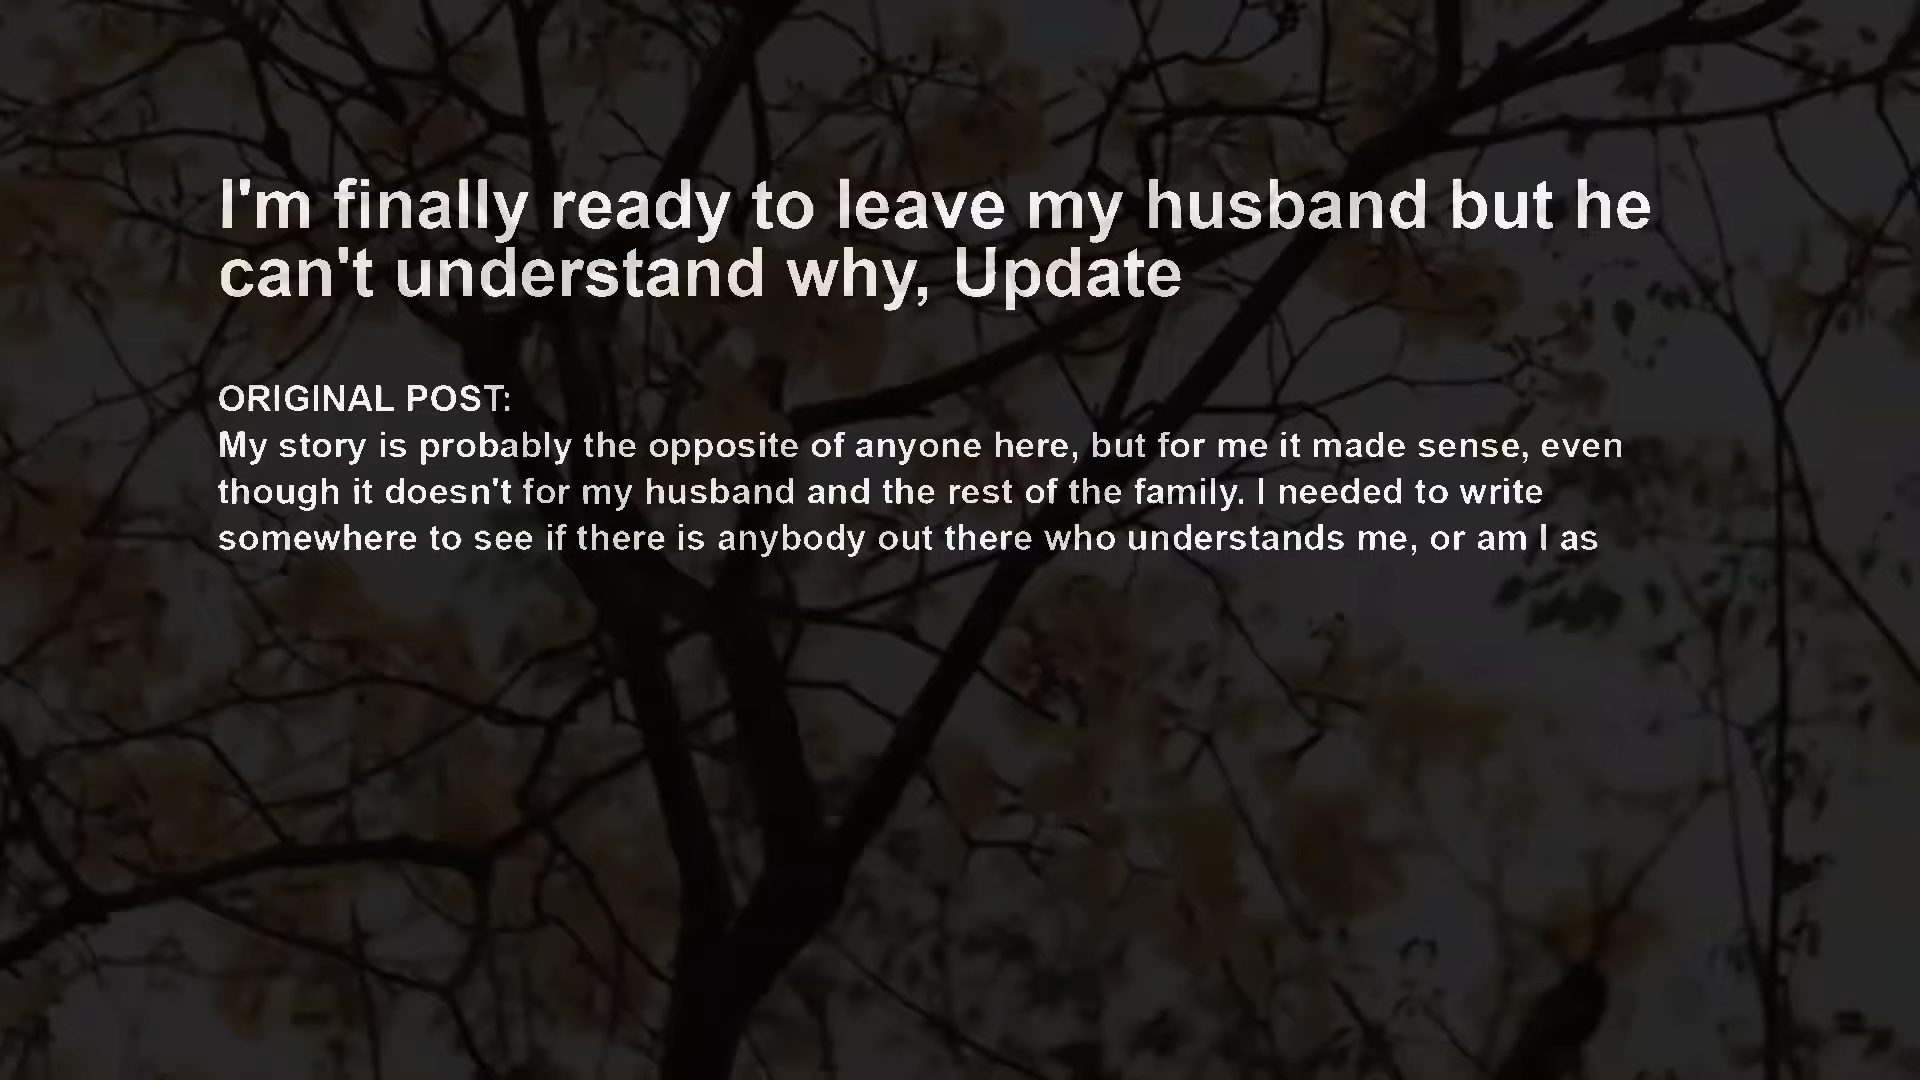 I'm finally ready to leave my husband but he
can't understand why, Update
ORIGINAL POST:
My story is probably the opposite of anyone here, but for me it made sense, even
though it doesn't for my husband and the rest of the family. I needed to write
somewhere to see if there is anybody out there who understands me, or am I as